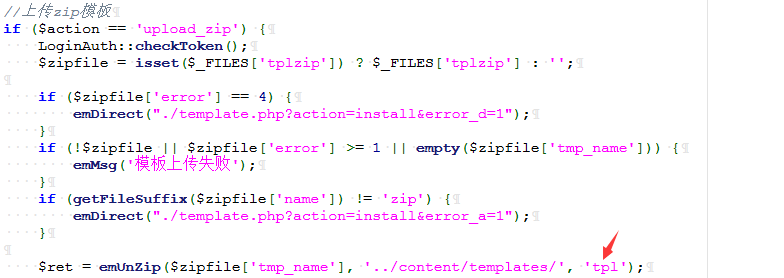 //上传zip模板
if ($action == 'upload_zip') {
LoginAuth::checkToken();
$zipfile = isset($_FILES['tplzip']) ? $_FILES['tplzip'] : '';
if ($zipfile['error'] == 4) {
emDirect("./template.php?action=install&error_d=1");
}
if (!$zipfile || $zipfile['error'] >= 1 || empty($zipfile['tmp_name'])) {
emMsg('模板上传失败');
}
if (getFileSuffix($zipfile['name']) != 'zip') {
emDirect("./template.php?action=install&error_a=1");
}
$ret = emUnZip($zipfile['tmp_name'], '../content/templates/', 'tpl');